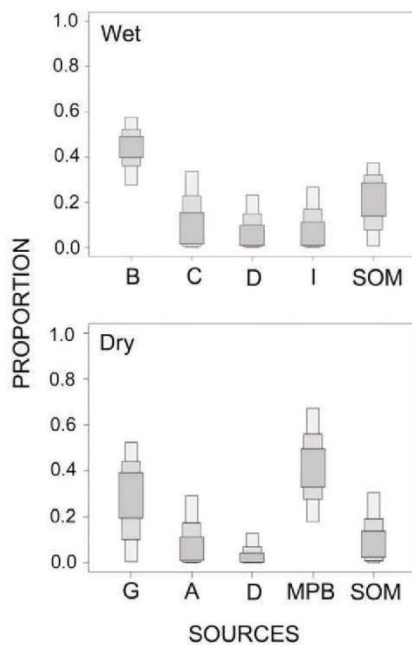 Wet
1.0
0.8
0.6
0.4
0.2
0.0
B C D I SOM
PROPORTION
Dry
1.0
0.8
0.6
0.4
0.2
0.0
G A D MPB SOM
SOURCES